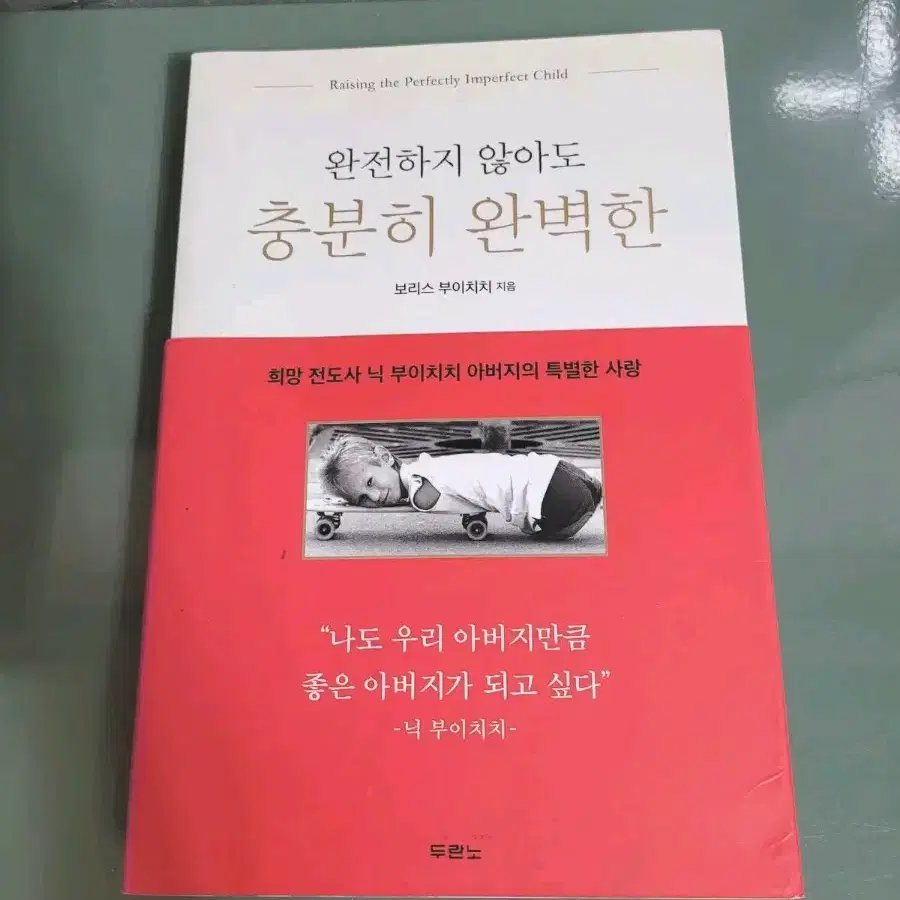 Raising the Perfectly Imperfect Child
완전하지 않아도
충분히 완벽한
보리스 부이치치 지음
희망 전도사 닉 부이치치 아버지의 특별한 사랑
“나도 우리 아버지만큼
좋은 아버지가 되고 싶다”
-닉 부이치치-
두란노